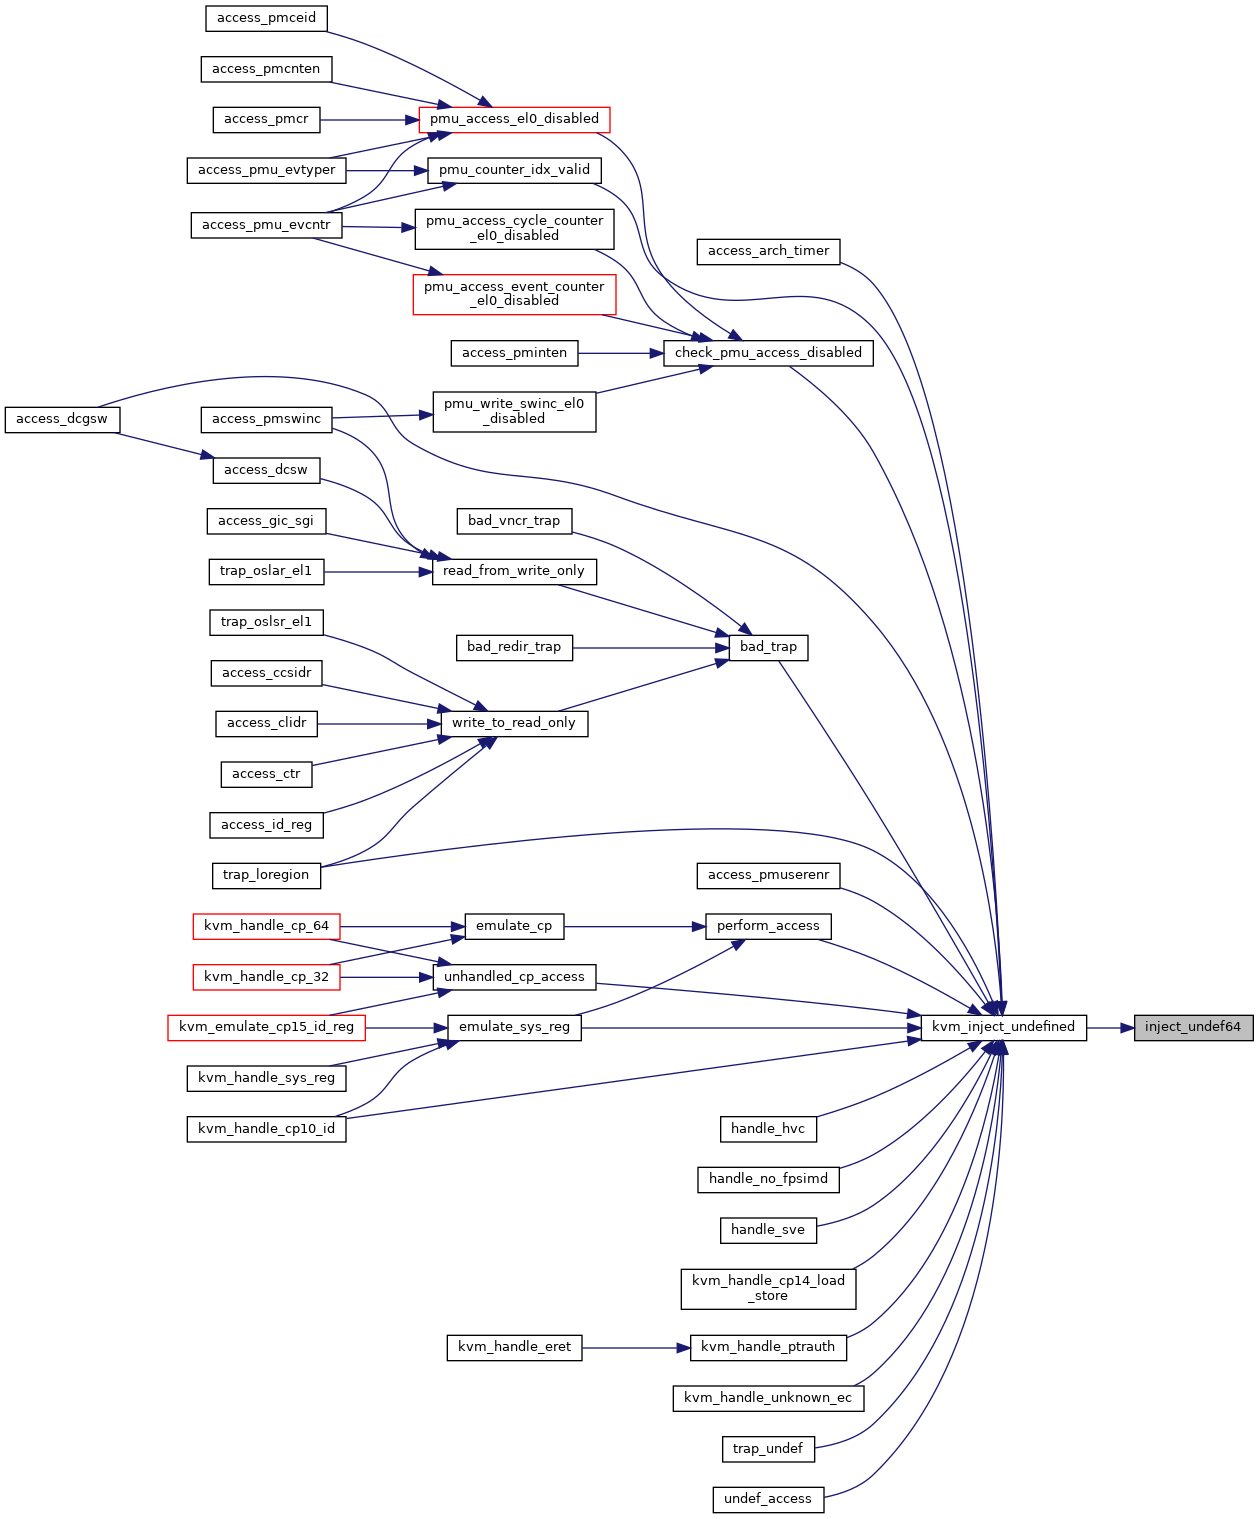 access_pmceid
access_pmcnten
access_pmcr
pmu_access_el0_disabled
access_pmu_evtyper
pmu_counter_idx_valid
access_pmu_evcntr
pmu_access_cycle_counter
_el0_disabled
access_arch_timer
pmu_access_event_counter
_el0_disabled
access_pminten
check_pmu_access_disabled
access_dcgsw
access_pmswinc
pmu_write_swinc_el0
_disabled
access_dcsw
access_gic_sgi
bad_vncr_trap
trap_oslar_el1
read_from_write_only
trap_oslsr_el1
bad_redir_trap
bad_trap
access_ccsidr
access_clidr
write_to_read_only
access_ctr
access_id_reg
trap_loregion
access_pmuserenr
kvm_handle_cp_64
emulate_cp
perform_access
kvm_handle_cp_32
unhandled_cp_access
kvm_emulate_cp15_id_reg
emulate_sys_reg
kvm_inject_undefined
inject_undef64
kvm_handle_sys_reg
kvm_handle_cp10_id
handle_hvc
handle_no_fpsimd
handle_sve
kvm_handle_cp14_load
_store
kvm_handle_eret
kvm_handle_ptrauth
kvm_handle_unknown_ec
trap_undef
undef_access